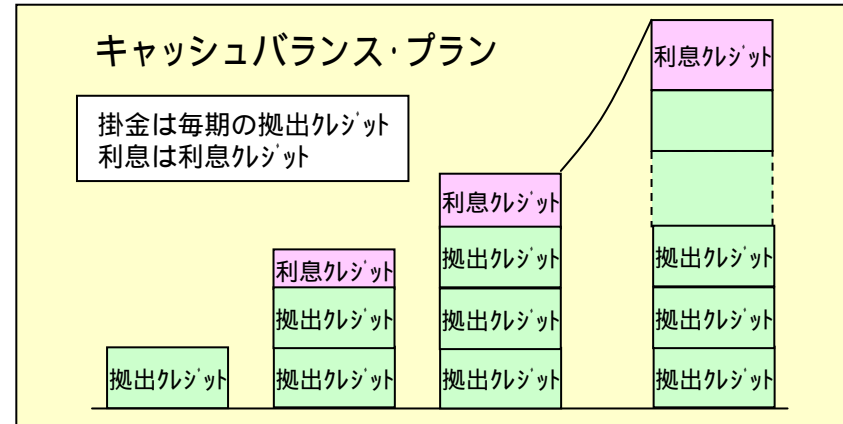 キャッシュバランス・プラン
掛金は毎期の拠出ｸﾚｼﾞｯﾄ
利息は利息ｸﾚｼﾞｯﾄ
拠出ｸﾚｼﾞｯﾄ
利息ｸﾚｼﾞｯﾄ
拠出ｸﾚｼﾞｯﾄ
拠出ｸﾚｼﾞｯﾄ
利息ｸﾚｼﾞｯﾄ
拠出ｸﾚｼﾞｯﾄ
拠出ｸﾚｼﾞｯﾄ
拠出ｸﾚｼﾞｯﾄ
利息ｸﾚｼﾞｯﾄ
拠出ｸﾚｼﾞｯﾄ
拠出ｸﾚｼﾞｯﾄ
拠出ｸﾚｼﾞｯﾄ